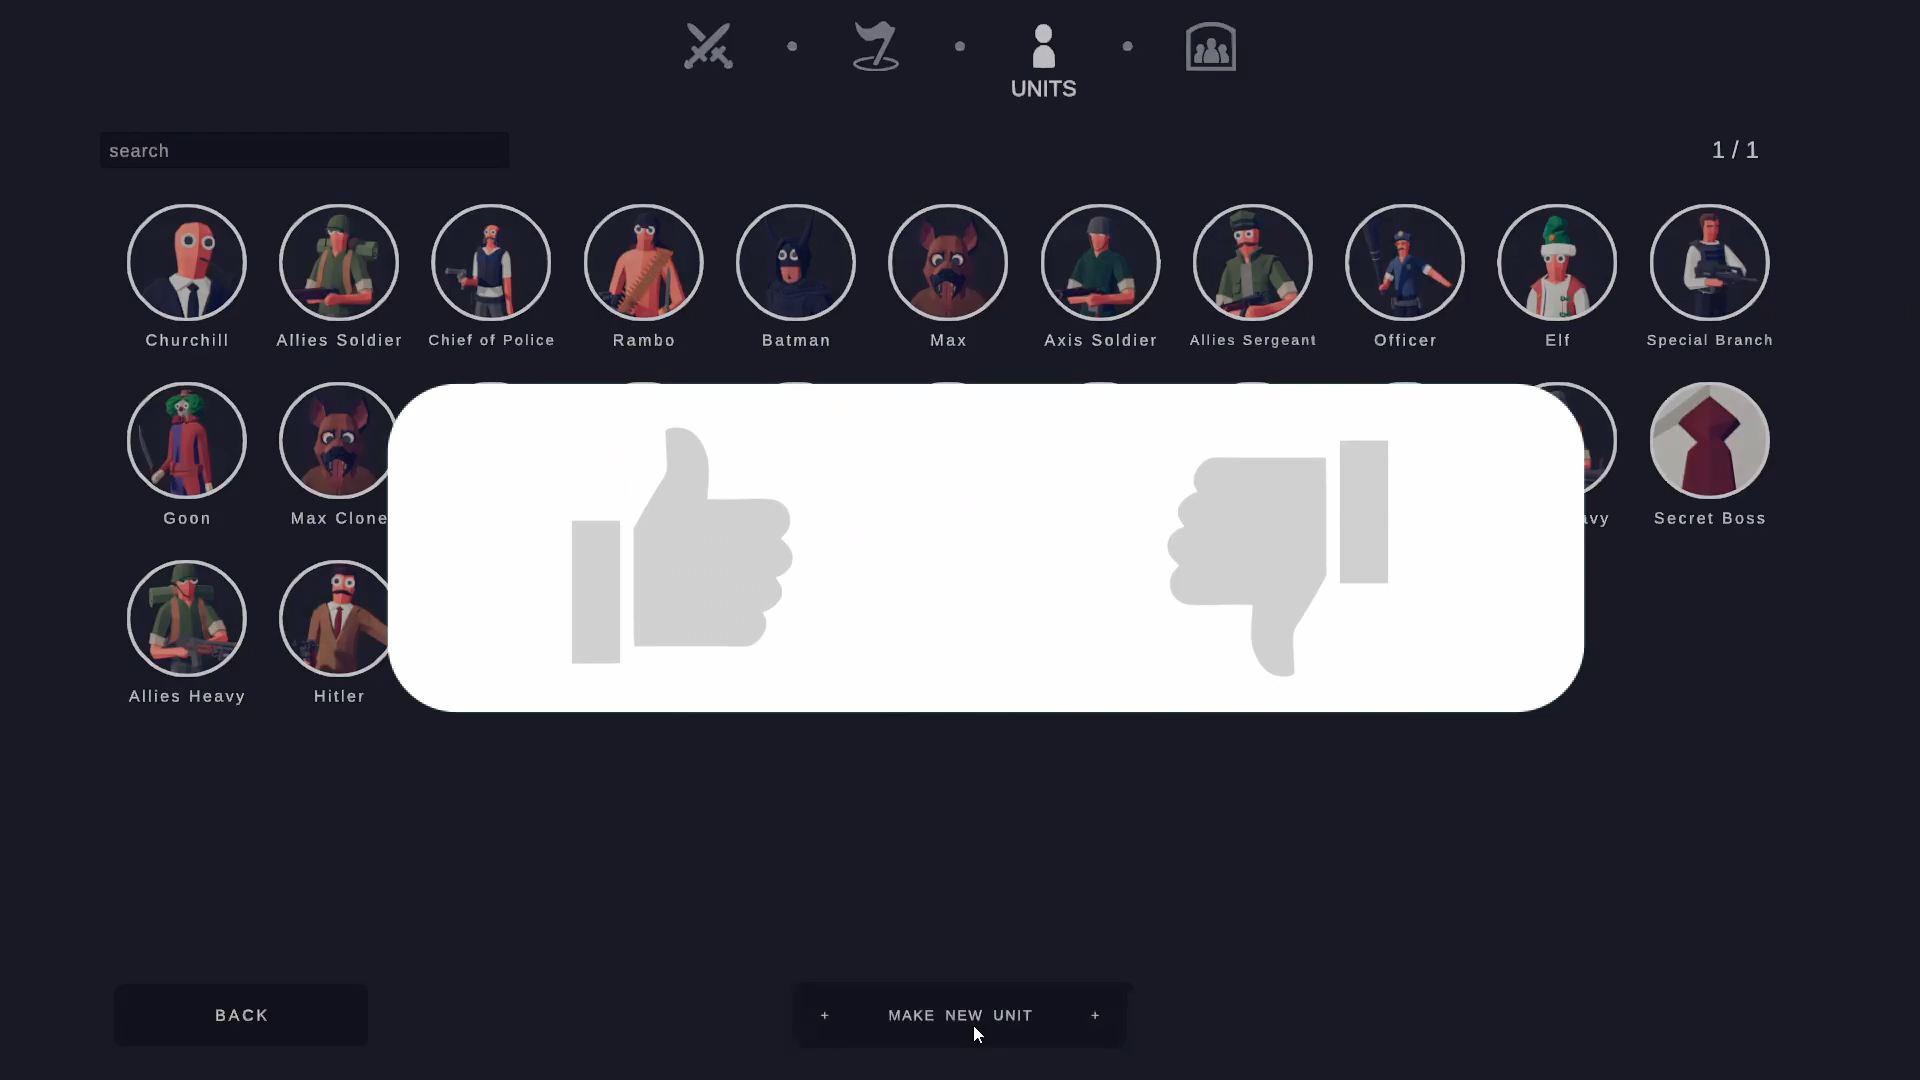 UNITS
search
1 / 1
Churchill
Allies Soldier
Chief of Police
Rambo
Batman
Max
Axis Soldier
Allies Sergeant
Officer
Elf
Special Branch
Goon
Max Clone
Secret Boss
Allies Heavy
Hitler
BACK
+ MAKE NEW UNIT +